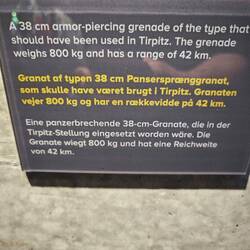 A 38 cm armor-piercing grenade of the type that
should have been used in Tirpitz. The grenade
weighs 800 kg and has a range of 42 km.
Granat af typen 38 cm Pansersprænggranat,
som skulle have været brugt i Tirpitz. Granaten
vejer 800 kg og har en rækkevidde på 42 km.
Eine panzerbrechende 38-cm-Granate, die in der
Tirpitz-Stellung eingesetzt worden wäre. Die
Granate wiegt 800 kg und hat eine Reichweite
von 42 km.